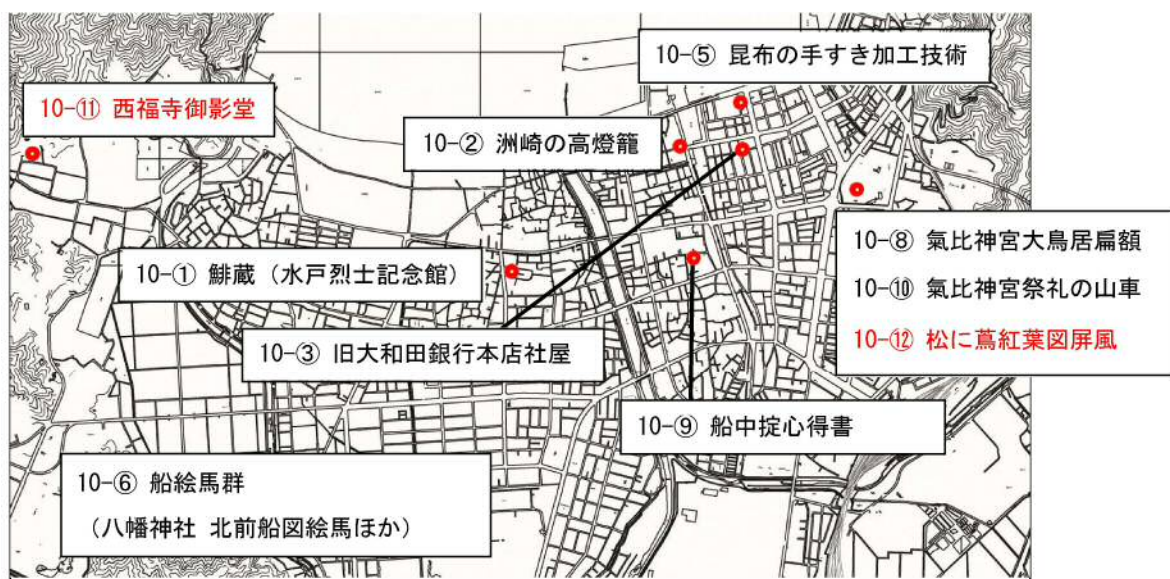 10-⑤ 昆布の手すき加工技術
10-⑪ 西福寺御影堂
10-② 洲崎の高燈籠
10-① 鯡蔵（水戸烈士記念館）
10-⑧ 氣比神宮大鳥居扁額
10-⑩ 氣比神宮祭礼の山車
10-⑫ 松に蔦紅葉図屏風
10-③ 旧大和田銀行本店社屋
10-⑨ 船中掟心得書
10-⑥ 船絵馬群
（八幡神社 北前船図絵馬ほか）